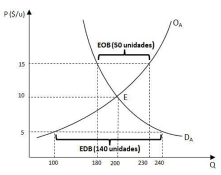 P ($/u)
O_A
EOB (50 unidades)
15
10
E
5
D_A
EDB (140 unidades)
100 180 200 230 240 Q